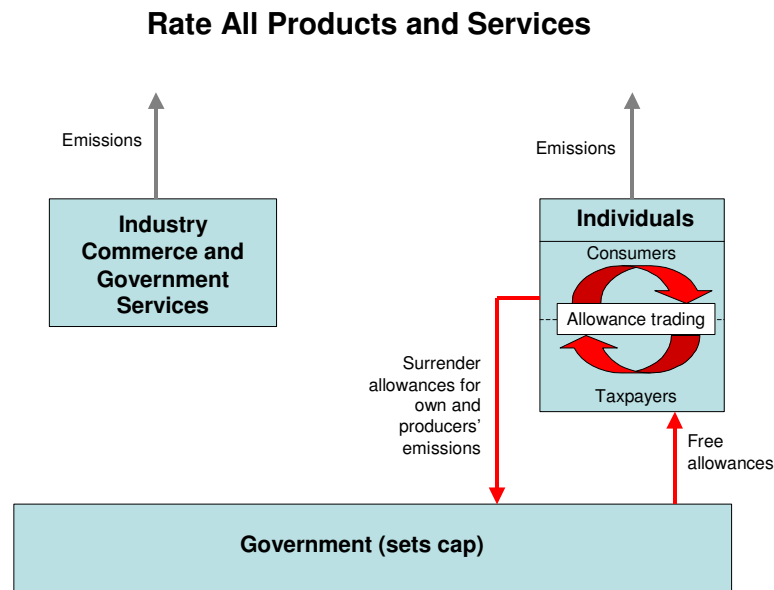 Rate All Products and Services
Emissions
Emissions
Industry
Commerce and
Government
Services
Individuals
Consumers
Allowance trading
Taxpayers
Surrender
allowances for
own and
producers’
emissions
Free
allowances
Government (sets cap)